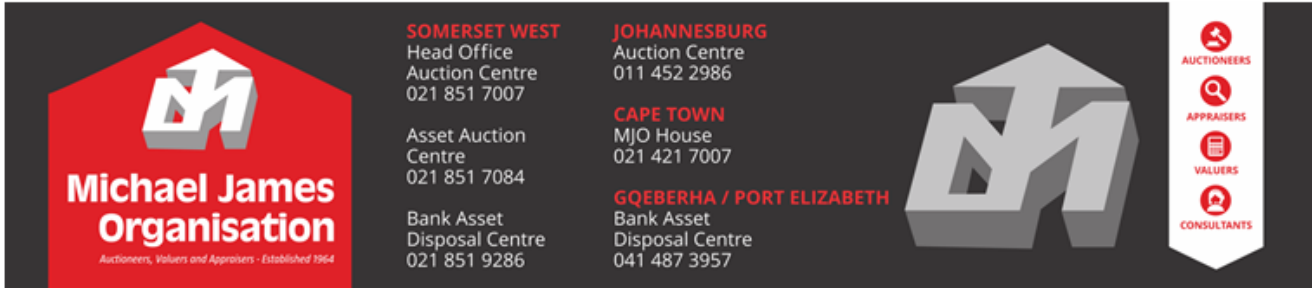 Michael James
Organisation
Auctioneers, Valuers and Appraisers - Established 1964
SOMERSET WEST
Head Office
Auction Centre
021 851 7007
Asset Auction
Centre
021 851 7084
Bank Asset
Disposal Centre
021 851 9286
JOHANNESBURG
Auction Centre
011 452 2986
CAPE TOWN
MJO House
021 421 7007
GQEBERHA / PORT ELIZABETH
Bank Asset
Disposal Centre
041 487 3957
AUCTIONEERS
APPRAISERS
VALUERS
CONSULTANTS